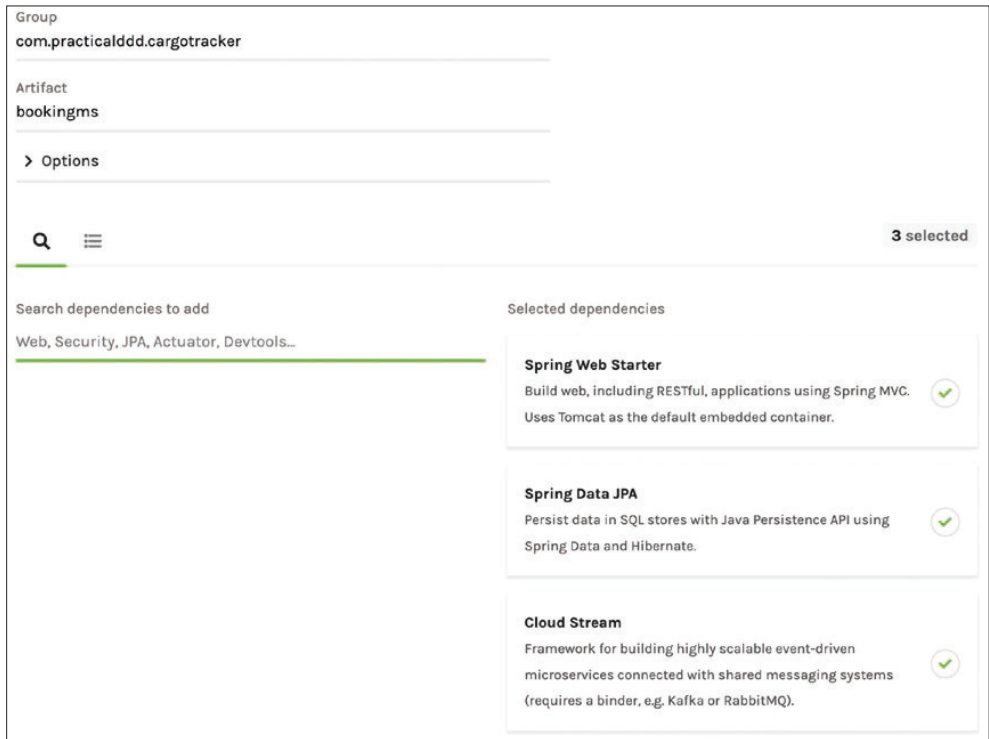 Group
com.practicalddd.cargotracker
Artifact
bookingms
Options
3 selected
Search dependencies to add
Web, Security, JPA, Actuator, Devtools...
Selected dependencies
Spring Web Starter
Build web, including RESTful, applications using Spring MVC.
Uses Tomcat as the default embedded container.
Spring Data JPA
Persist data in SQL stores with Java Persistence API using
Spring Data and Hibernate.
Cloud Stream
Framework for building highly scalable event-driven
microservices connected with shared messaging systems
(requires a binder, e.g. Kafka or RabbitMQ).